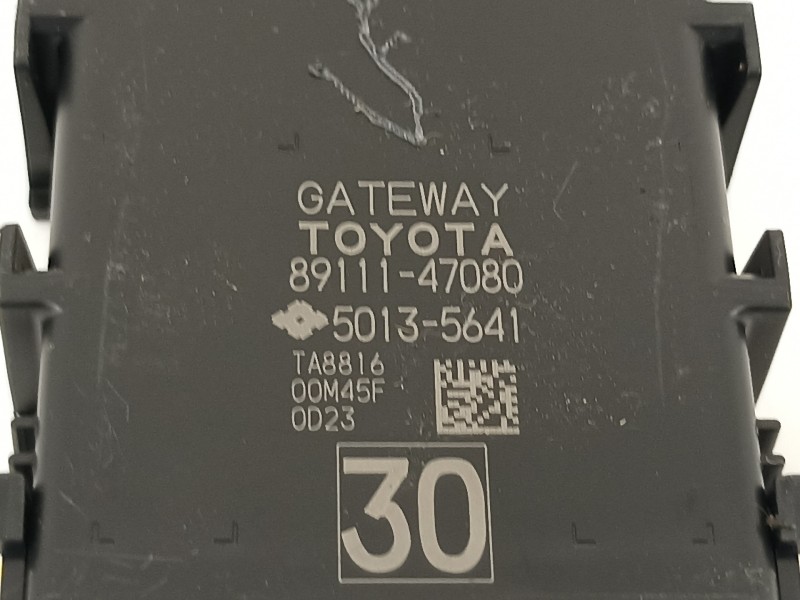 GATEWAY
TOYOTA
89111-47080
5013-5641
TA8816
00M45F
0D23
30